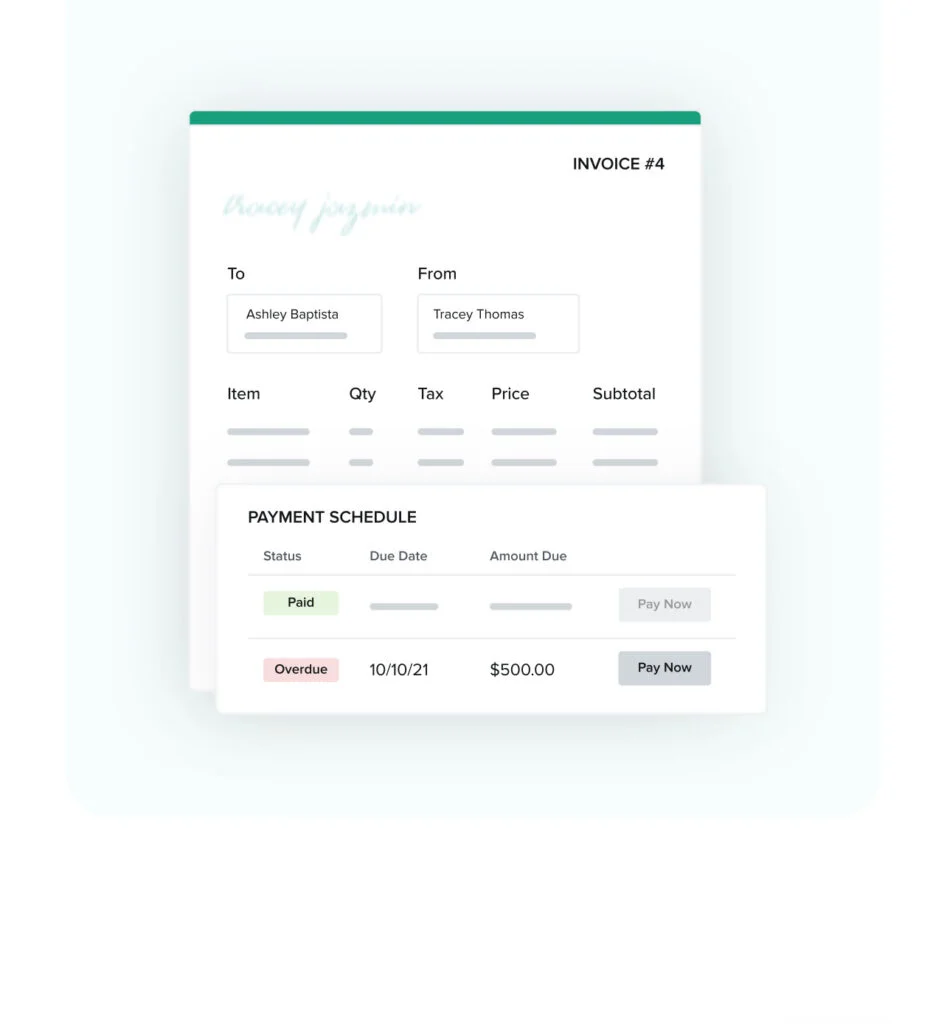 INVOICE #4
tracey jazmin
To From
Ashley Baptista Tracey Thomas
Item Qty Tax Price Subtotal
PAYMENT SCHEDULE
Status Due Date Amount Due
Paid Pay Now
Overdue 10/10/21 $500.00 Pay Now